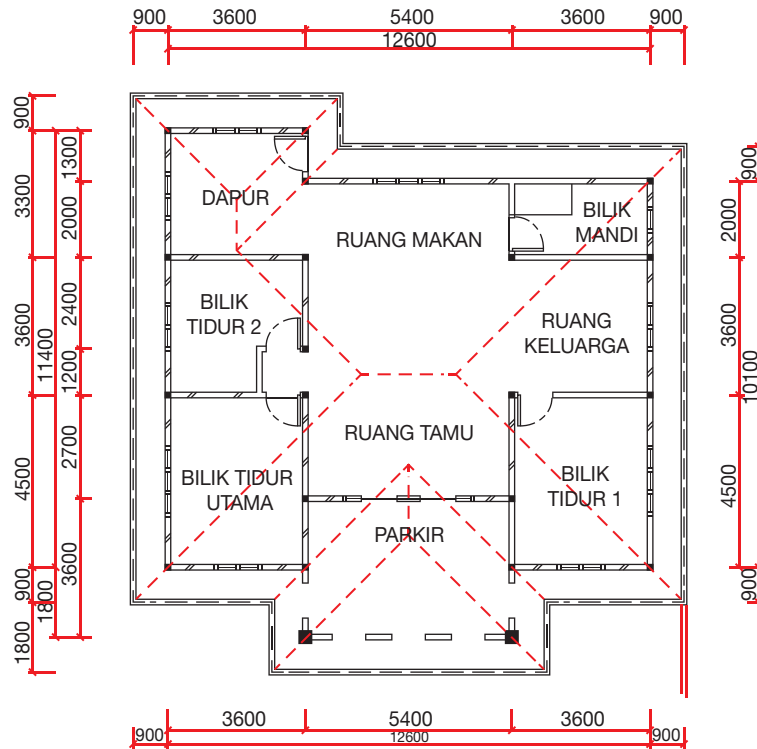 900 3600 5400 3600 900
12600
900
3300
3600
4500
900
1800
11400
1800
1300
2000
2400
1200
2700
3600
DAPUR
RUANG MAKAN
BILIK
MANDI
BILIK
TIDUR 2
RUANG
KELUARGA
RUANG TAMU
BILIK TIDUR
UTAMA
BILIK
TIDUR 1
PARKIR
900
2000
3600
10100
4500
900
3600 5400 3600
900 12600 900